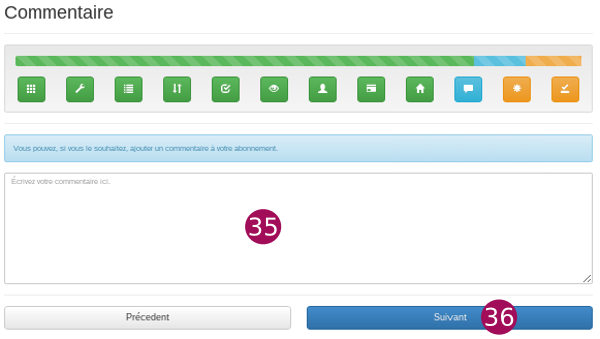 Commentaire
Vous pouvez, si vous le souhaitez, ajouter un commentaire à votre abonnement.
Écrivez votre commentaire ici.
35
Précedent
Suivant 36